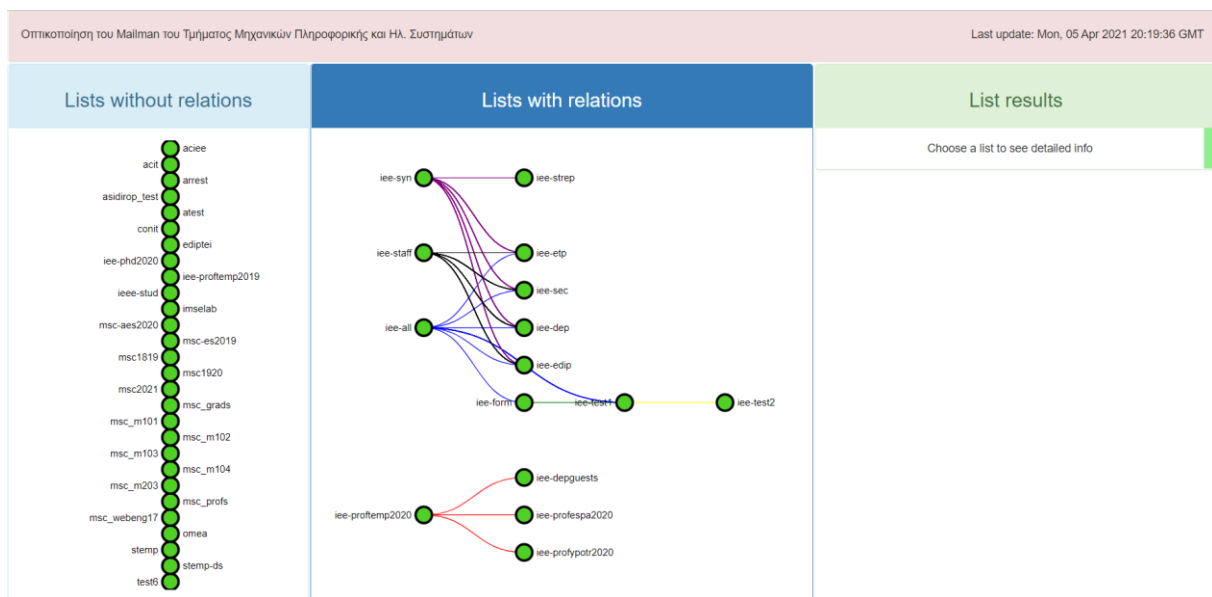 Οπτικοποίηση του Mailman του Τμήματος Μηχανικών Πληροφορικής και Ηλ. Συστημάτων
Last update: Mon, 05 Apr 2021 20:19:36 GMT
Lists without relations
Lists with relations
List results
Choose a list to see detailed info
aciee
acit
arrest
asidirop_test
atest
conit
ediptei
iee-phd2020
iee-proftemp2019
ieee-stud
imselab
msc-aes2020
msc-es2019
msc1819
msc1920
msc2021
msc_grads
msc_m101
msc_m102
msc_m103
msc_m104
msc_m203
msc_profs
msc_webeng17
omea
stemp
stemp-ds
test6
iee-syn
iee-strep
iee-staff
iee-etp
iee-sec
iee-all
iee-dep
iee-edip
iee-form
iee-test1
iee-test2
iee-depguests
iee-proftemp2020
iee-profespa2020
iee-profypotr2020